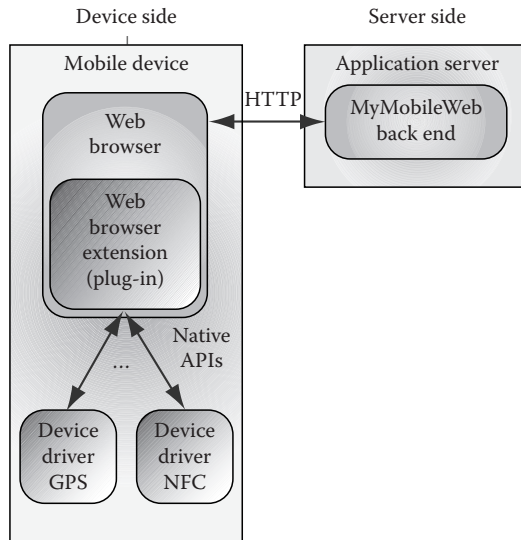 Device side
Server side
Mobile device
Application server
HTTP
Web
browser
MyMobileWeb
back end
Web
browser
extension
(plug-in)
Native
APIs
...
Device
driver
GPS
Device
driver
NFC